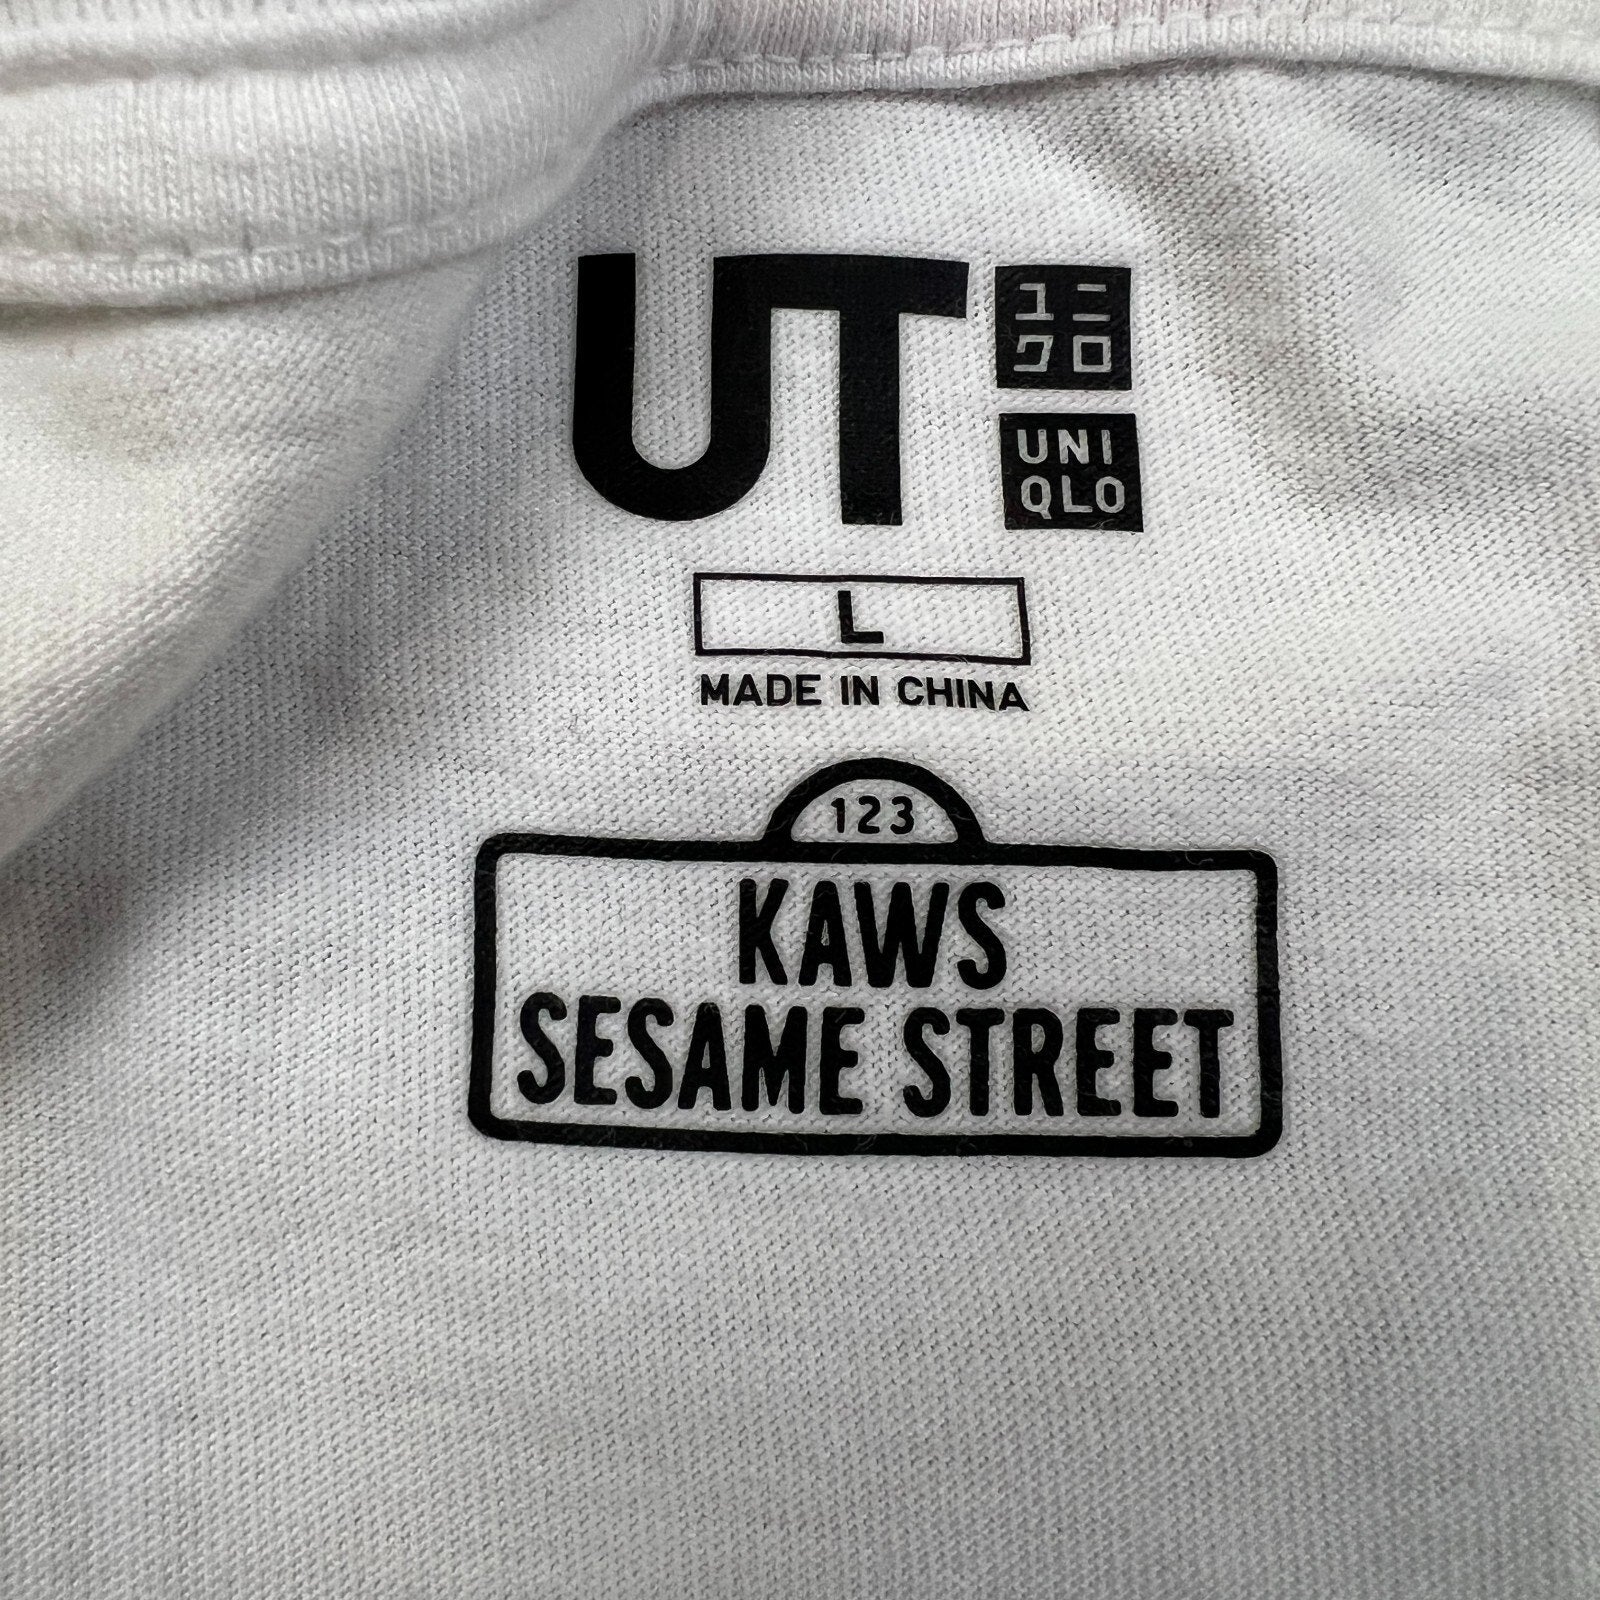 UT
ユニ
クロ
UNI
QLO
L
MADE IN CHINA
123
KAWS
SESAME STREET